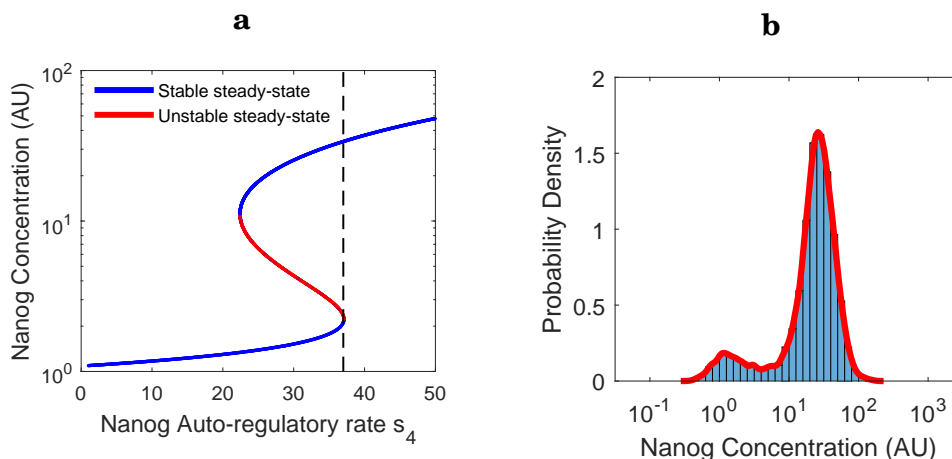 a
Nanog Concentration (AU)
10^2
10^1
10^0
Stable steady-state
Unstable steady-state
0 10 20 30 40 50
Nanog Auto-regulatory rate s_4
b
Probability Density
2
1.5
1
0.5
0
10^-1 10^0 10^1 10^2 10^3
Nanog Concentration (AU)